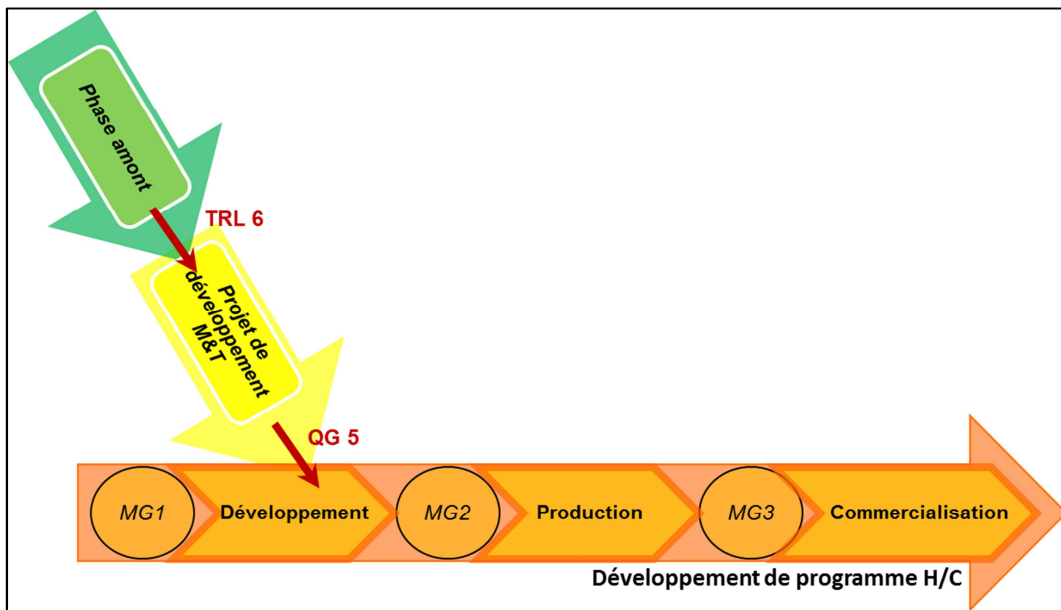 Phase amont
TRL 6
Projet de
développement
M&T
QG 5
MG1
Développement
MG2
Production
MG3
Commercialisation
Développement de programme H/C